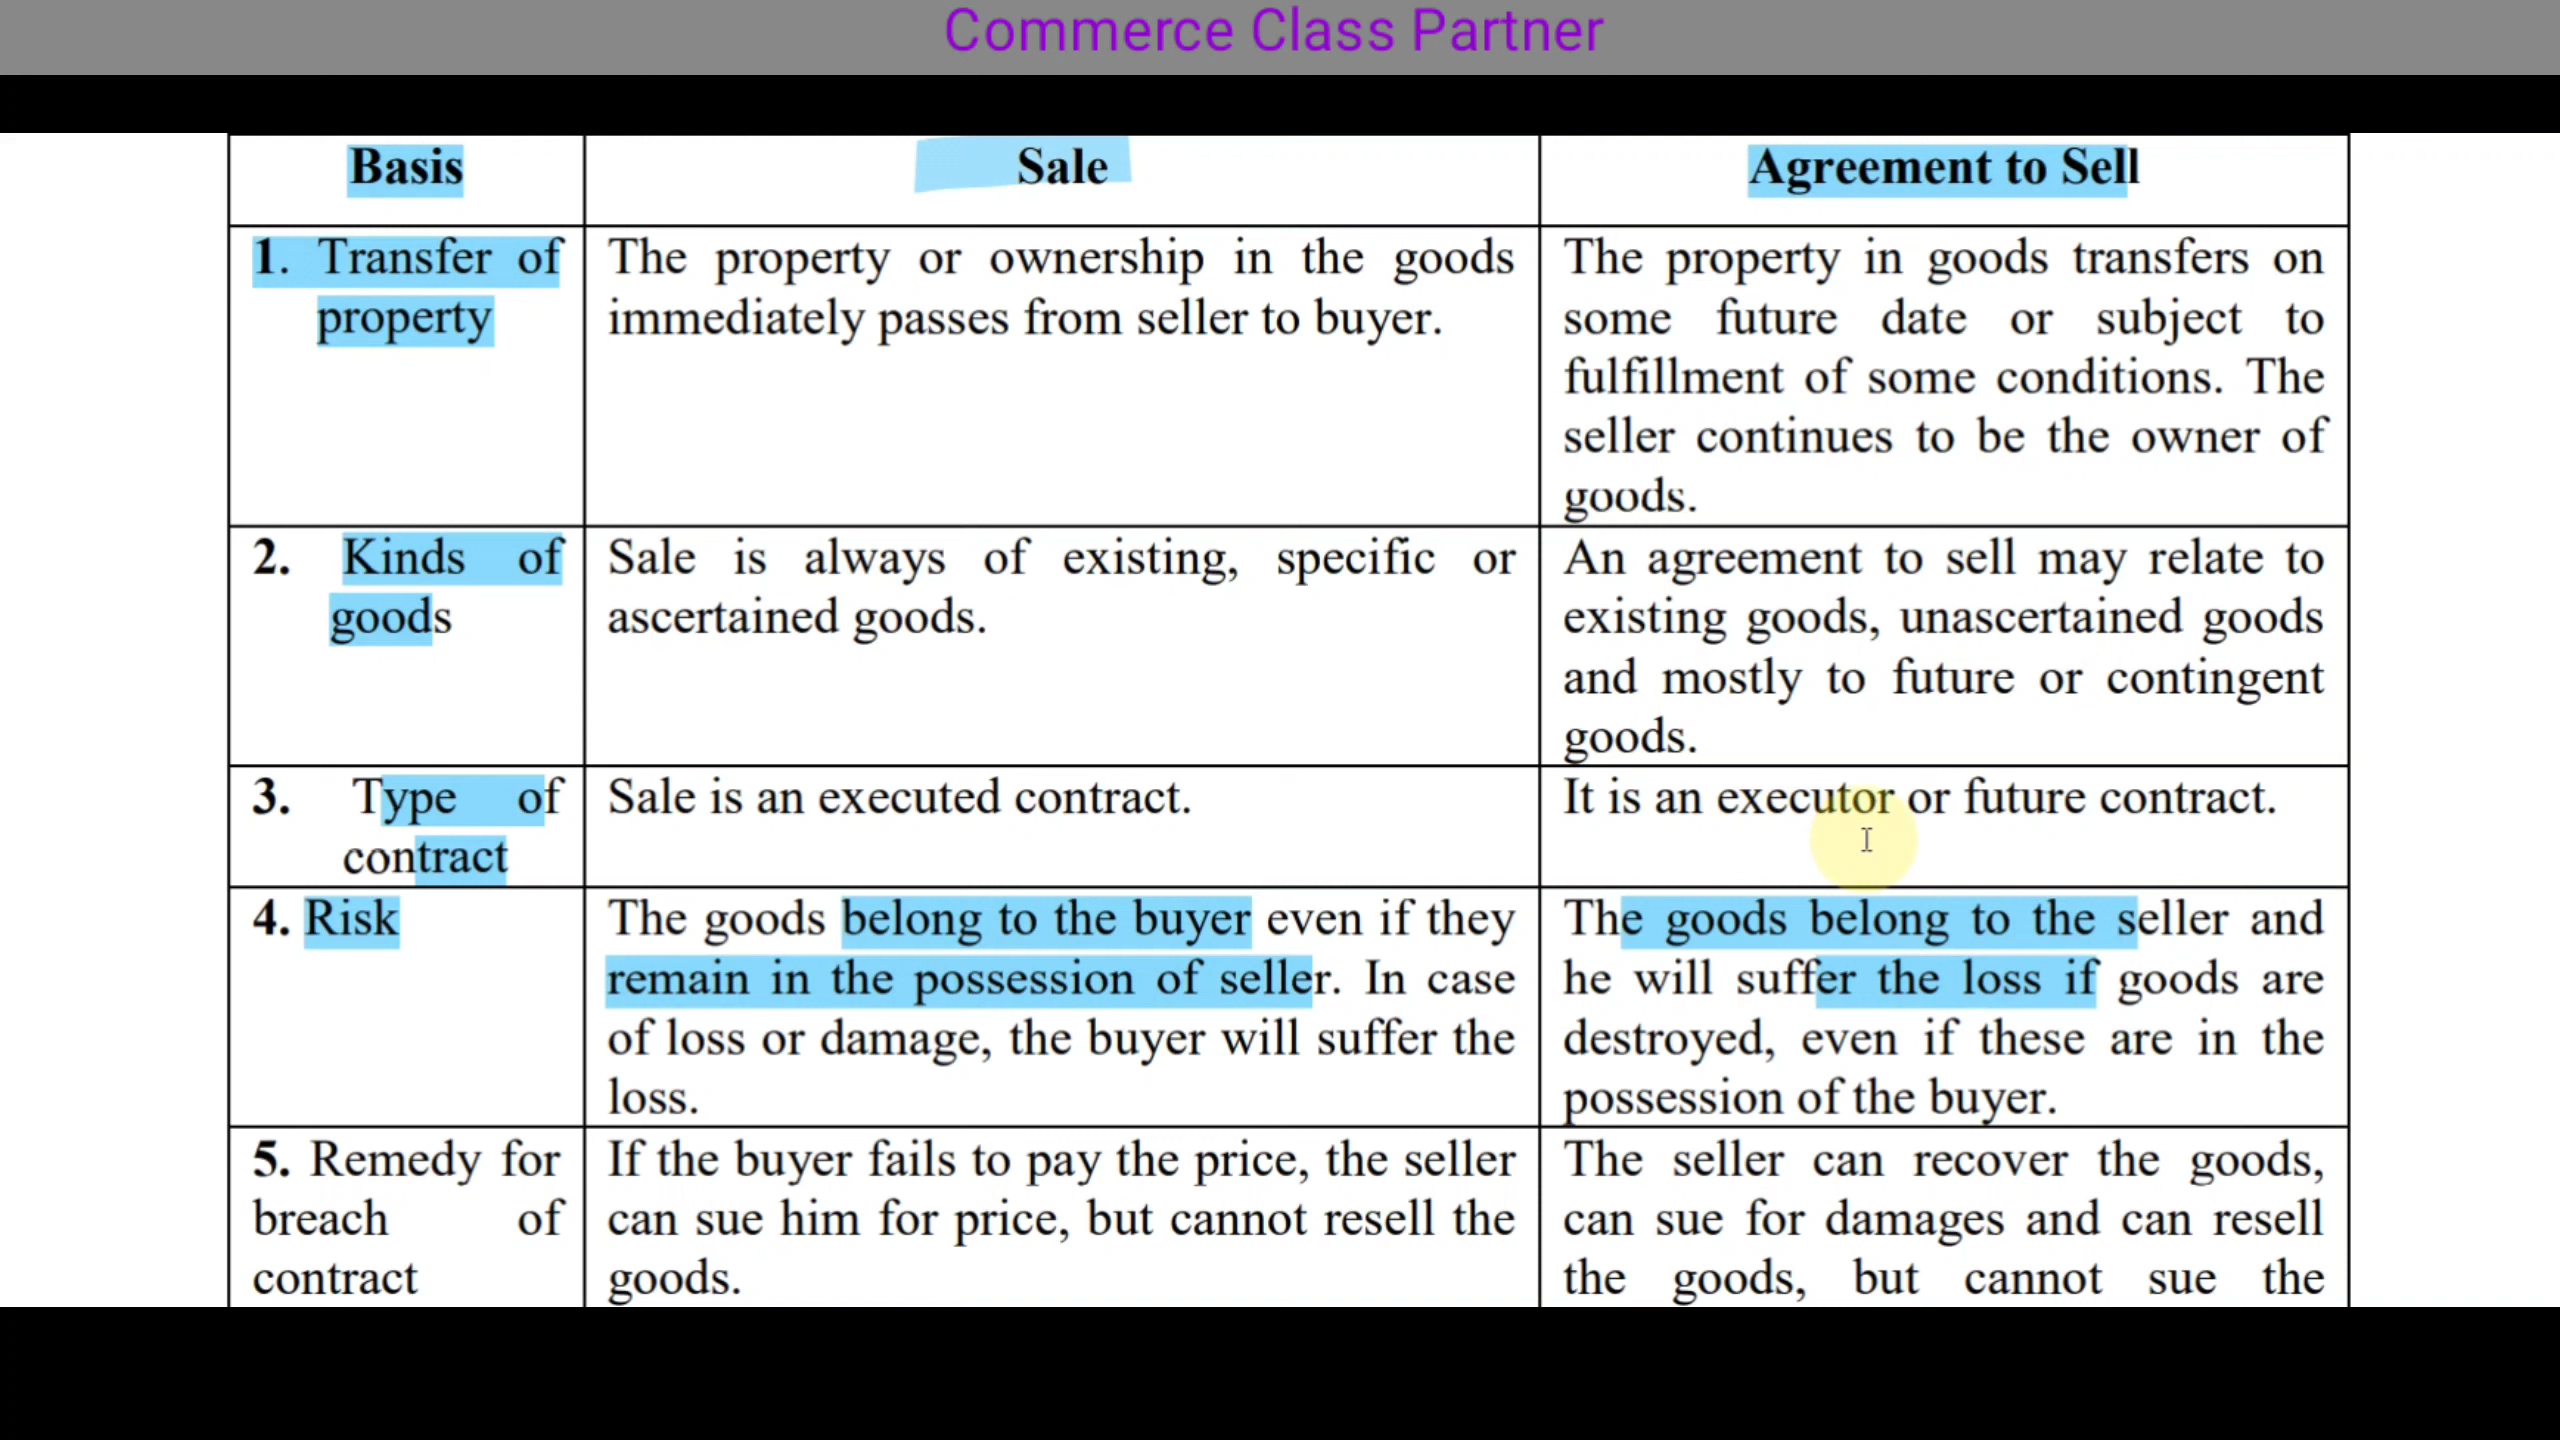 Commerce Class Partner
Basis
Sale
Agreement to Sell
1. Transfer of
property
The property or ownership in the goods
immediately passes from seller to buyer.
The property in goods transfers on
some future date or subject to
fulfillment of some conditions. The
seller continues to be the owner of
goods.
2. Kinds of
goods
Sale is always of existing, specific or
ascertained goods.
An agreement to sell may relate to
existing goods, unascertained goods
and mostly to future or contingent
goods.
3. Type of
contract
Sale is an executed contract.
It is an executor or future contract.
4. Risk
The goods belong to the buyer even if they
remain in the possession of seller. In case
of loss or damage, the buyer will suffer the
loss.
The goods belong to the seller and
he will suffer the loss if goods are
destroyed, even if these are in the
possession of the buyer.
5. Remedy for
breach of
contract
If the buyer fails to pay the price, the seller
can sue him for price, but cannot resell the
goods.
The seller can recover the goods,
can sue for damages and can resell
the goods, but cannot sue the